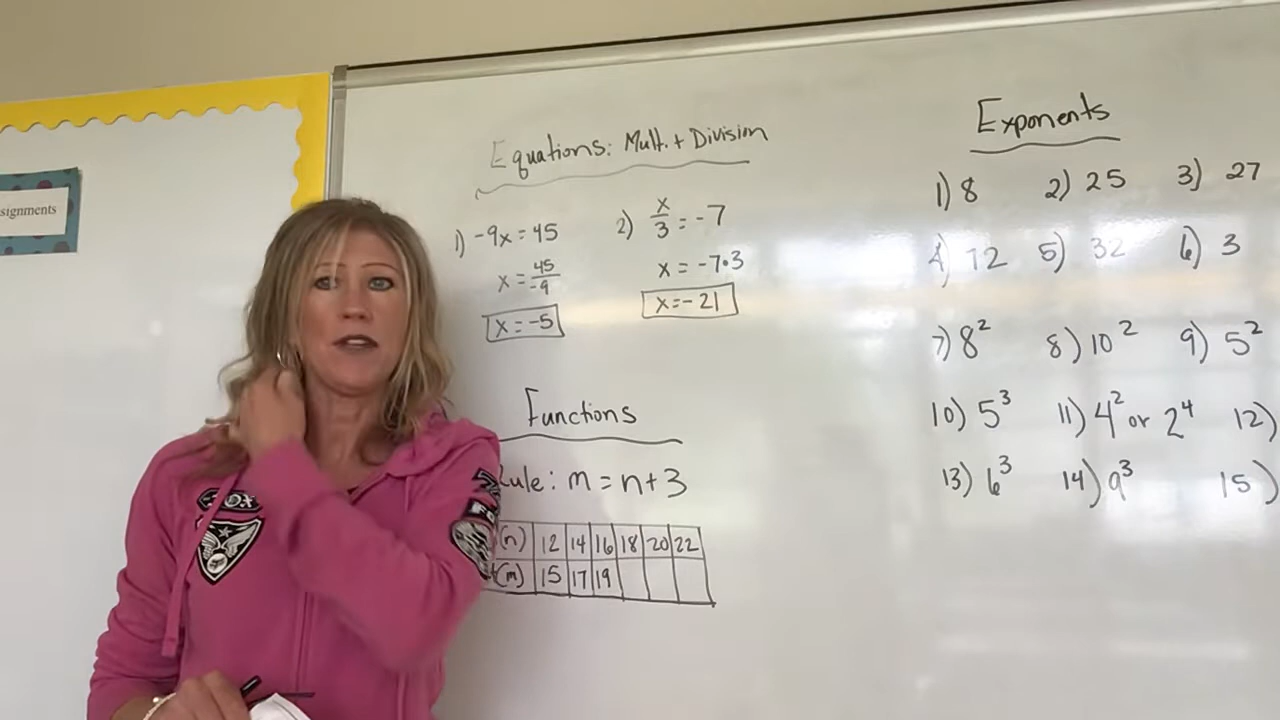 signments
Equations: Mult. + Division
1) -9x = 45
x = 45/-9
x = -5
2) x/3 = -7
x = -7·3
x = -21
Functions
Rule: m = n+3
(n) 12 14 16 18 20 22
(m) 15 17 19
Exponents
1) 8 2) 25 3) 27
4) 12 5) 32 6) 3
7) 8² 8) 10² 9) 5²
10) 5³ 11) 4² or 2⁴ 12)
13) 6³ 14) 9³ 15)
FOX